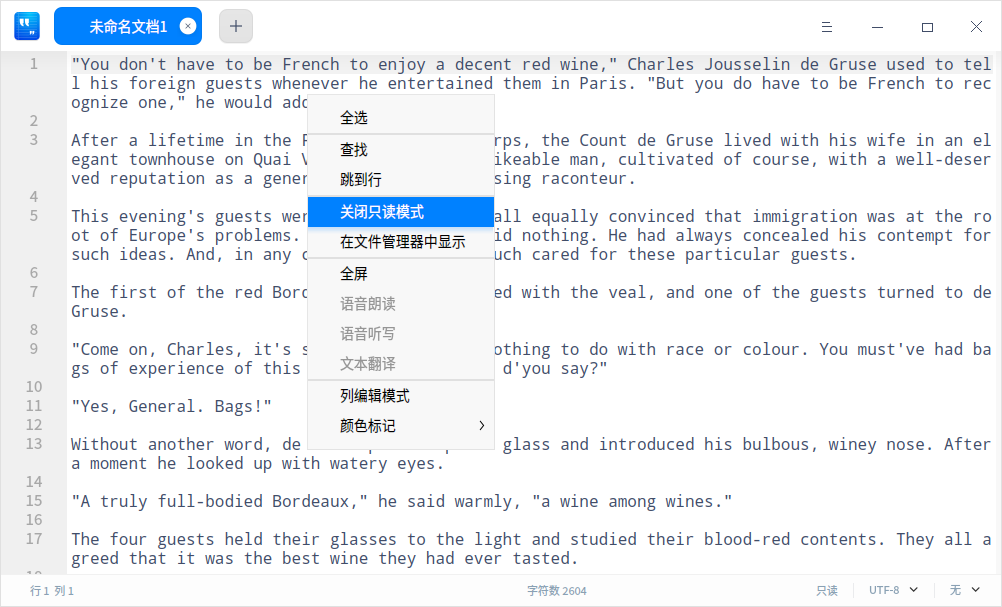 未命名文档1
1
"You don't have to be French to enjoy a decent red wine," Charles Jousselin de Gruse used to tel
l his foreign guests whenever he entertained them in Paris. "But you do have to be French to rec
ognize one," he would add
2
3
After a lifetime in the F rps, the Count de Gruse lived with his wife in an el
egant townhouse on Quai V ikeable man, cultivated of course, with a well-deser
ved reputation as a gener sing raconteur.
4
5
This evening's guests wer all equally convinced that immigration was at the ro
ot of Europe's problems. id nothing. He had always concealed his contempt for
such ideas. And, in any c uch cared for these particular guests.
6
7
The first of the red Bord ed with the veal, and one of the guests turned to de
Gruse.
8
9
"Come on, Charles, it's s othing to do with race or colour. You must've had ba
gs of experience of this d'you say?"
10
11
"Yes, General. Bags!"
12
13
Without another word, de glass and introduced his bulbous, winey nose. After
a moment he looked up with watery eyes.
14
15
"A truly full-bodied Bordeaux," he said warmly, "a wine among wines."
16
17
The four guests held their glasses to the light and studied their blood-red contents. They all a
greed that it was the best wine they had ever tasted.
全选
查找
跳到行
关闭只读模式
在文件管理器中显示
全屏
语音朗读
语音听写
文本翻译
列编辑模式
颜色标记
行 1 列 1
字符数 2604
只读
UTF-8
无